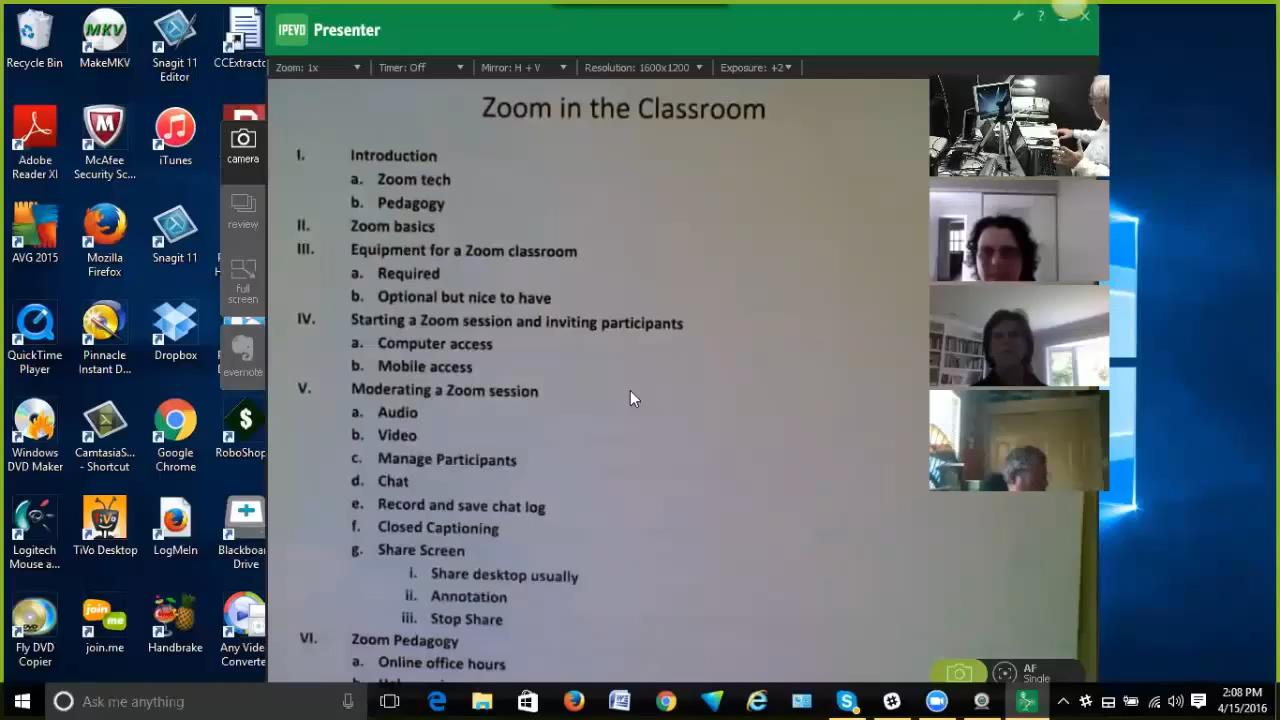 Recycle Bin
MakeMKV
Snagit 11
Editor
CCExtracto
Adobe
Reader XI
McAfee
Security Sc...
iTunes
AVG 2015
Mozilla
Firefox
Snagit 11
QuickTime
Player
Pinnacle
Instant D...
Dropbox
Windows
DVD Maker
CamtasiaS...
- Shortcut
Google
Chrome
RoboShop
Logitech
Mouse a...
TiVo Desktop
LogMeIn
Blackboar
Drive
Fly DVD
Copier
join.me
Handbrake
Any Vide
Converte
camera
review
full
screen
evernote
IPEVO Presenter
Zoom: 1x Timer: Off Mirror: H + V Resolution: 1600x1200 Exposure: +2
Zoom in the Classroom
I. Introduction
a. Zoom tech
b. Pedagogy
II. Zoom basics
III. Equipment for a Zoom classroom
a. Required
b. Optional but nice to have
IV. Starting a Zoom session and inviting participants
a. Computer access
b. Mobile access
V. Moderating a Zoom session
a. Audio
b. Video
c. Manage Participants
d. Chat
e. Record and save chat log
f. Closed Captioning
g. Share Screen
i. Share desktop usually
ii. Annotation
iii. Stop Share
VI. Zoom Pedagogy
a. Online office hours
AF
Single
Ask me anything
2:08 PM
4/15/2016